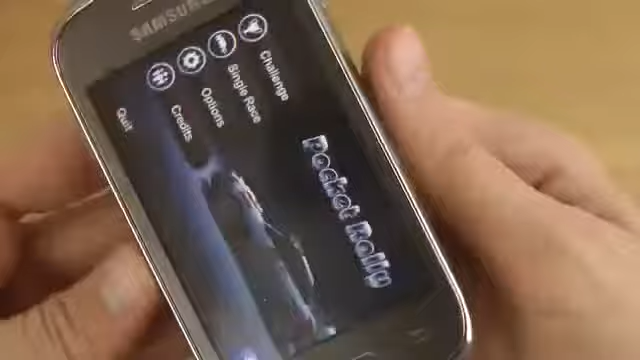 SAMSUNG
Pocket Rally
Challenge
Single Race
Options
Credits
Quit